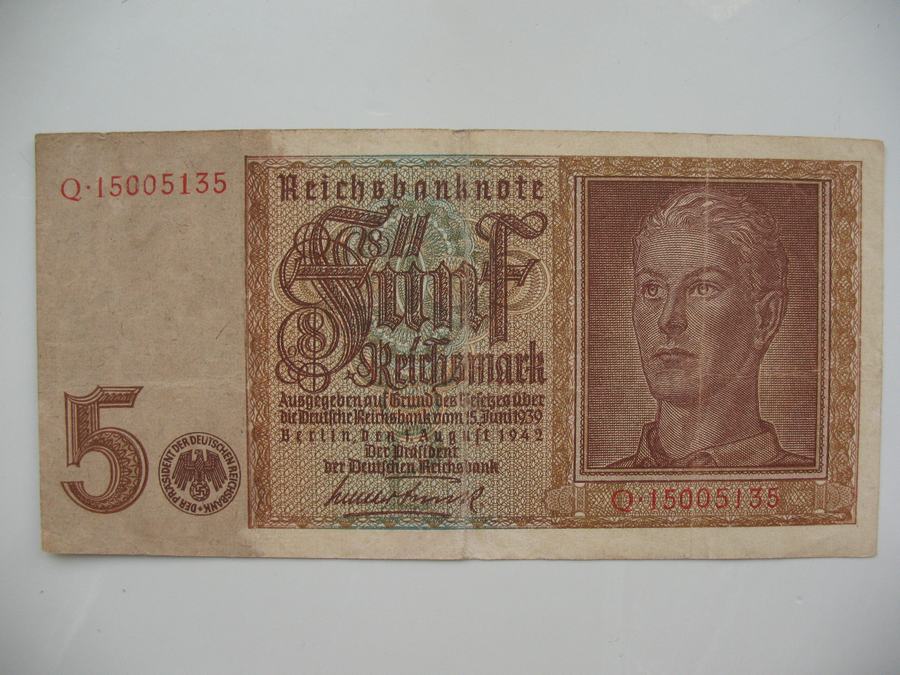 Q·15005135
Reichsbanknote
Fünf
Reichsmark
Ausgegeben auf Grund des Gesetzes über
die Deutsche Reichsbank vom 15. Juni 1939
Berlin, den 1. August 1942
Der Präsident
der Deutschen Reichsbank
5
DER PRÄSIDENT DER DEUTSCHEN REICHSBANK
Q·15005135